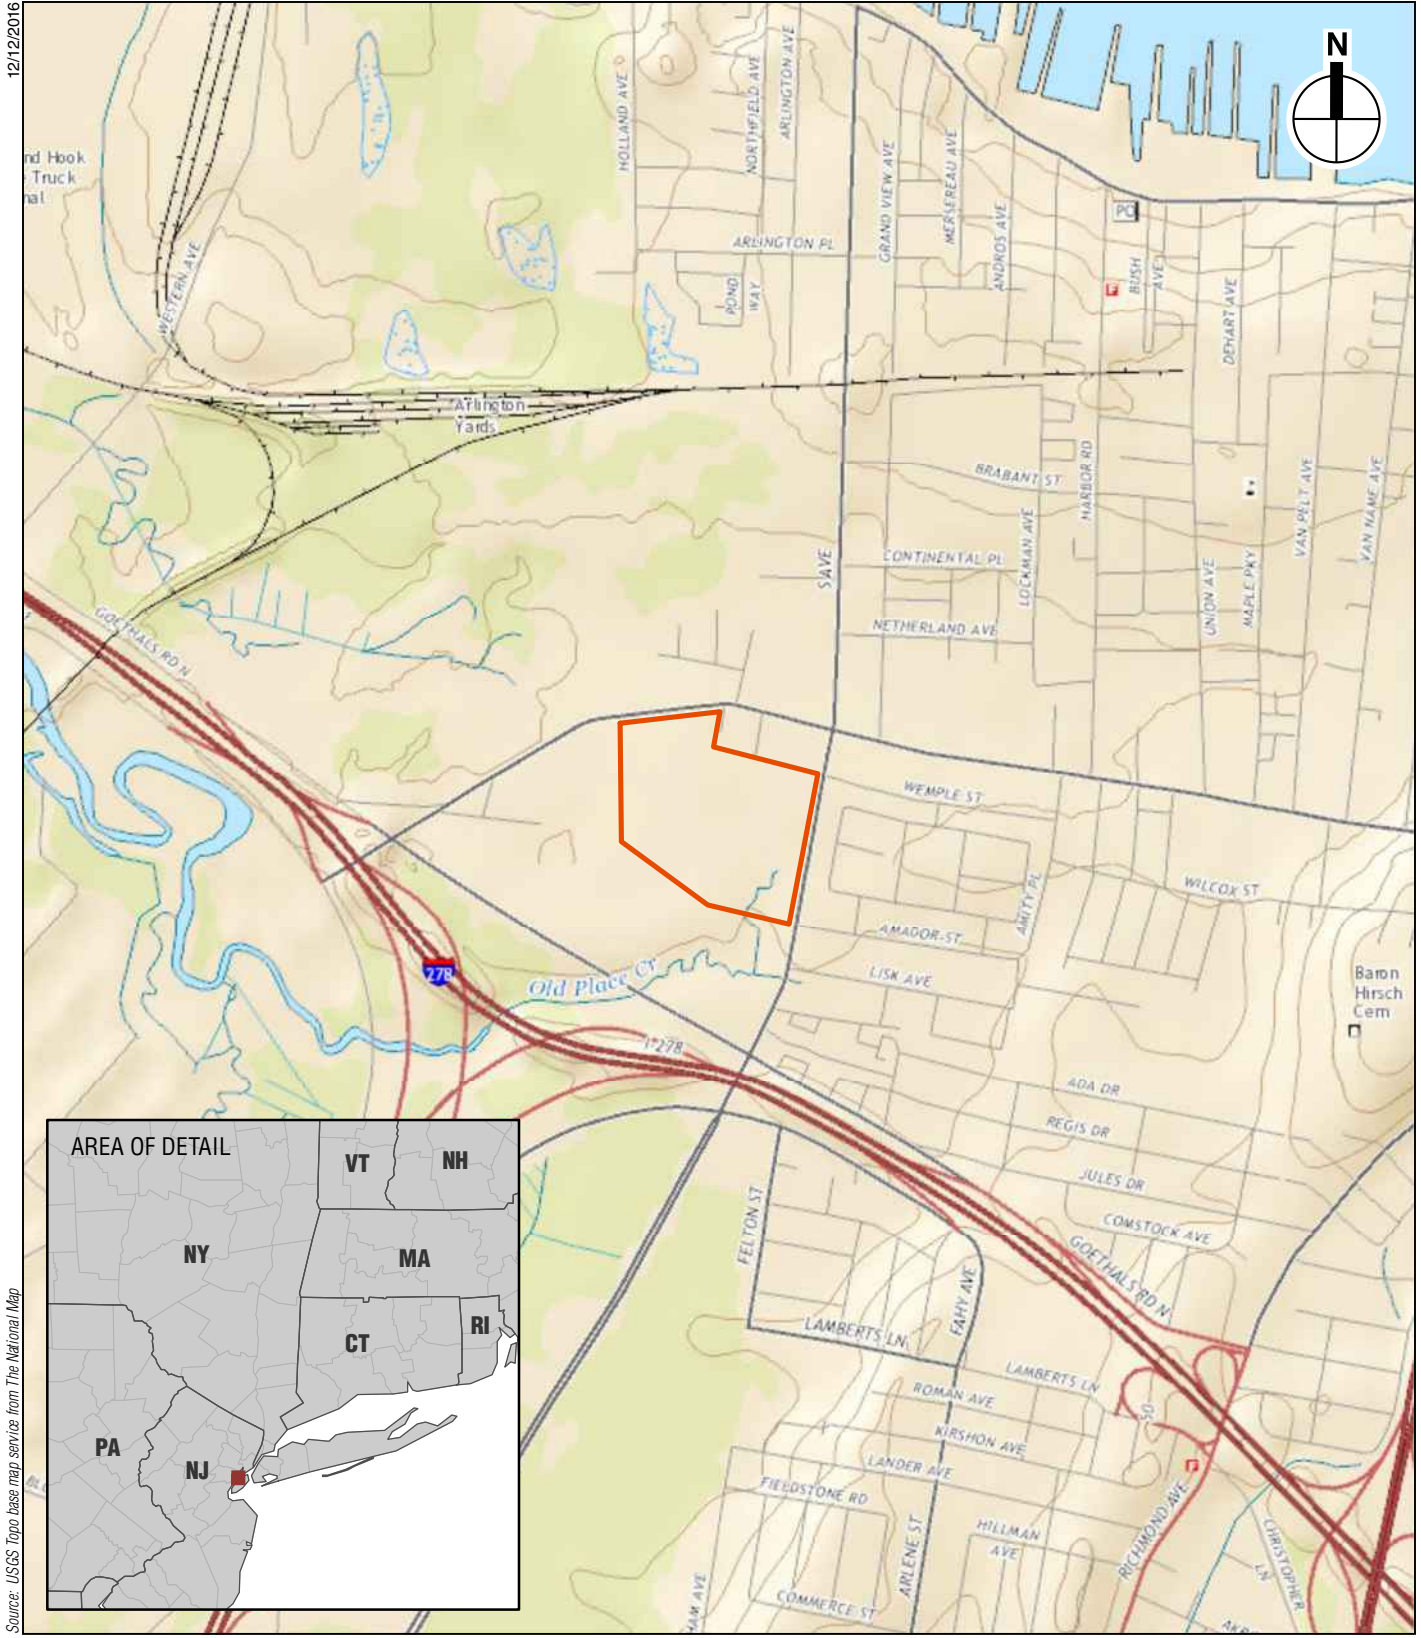 12/12/2016
N
nd Hook
Truck
nal
WESTERN AVE
HOLLAND AVE
NORTHFIELD AVE
ARLINGTON AVE
ARLINGTON PL
POND
WAY
GRAND VIEW AVE
MERSEREAU AVE
ANDROS AVE
PO
BUSH
AVE
DEHART AVE
Arlington
Yards
BRABANT ST
HARBOR RD
LOCKMAN AVE
VAN PELT AVE
VAN NAME AVE
SAVE
CONTINENTAL PL
UNION AVE
MAPLE PKY
NETHERLAND AVE
GOETHALS RD N
WEMPLE ST
WILCOX ST
AMITY PL
AMADOR ST
LISK AVE
278
Old Place Cr
Baron
Hirsch
Cem
I-278
ADA DR
REGIS DR
JULES DR
COMSTOCK AVE
GOETHALS RD N
FELTON ST
FAHY AVE
LAMBERTS LN
LAMBERTS LN
ROMAN AVE
KIRSHON AVE
LANDER AVE
FIELDSTONE RD
ARLENE ST
HILLMAN
AVE
RICHMOND AVE
CHRISTOPHER
LN
COMMERCE ST
HAM AVE
AREA OF DETAIL
VT
NH
NY
MA
CT
RI
PA
NJ
Source: USGS Topo base map service from The National Map